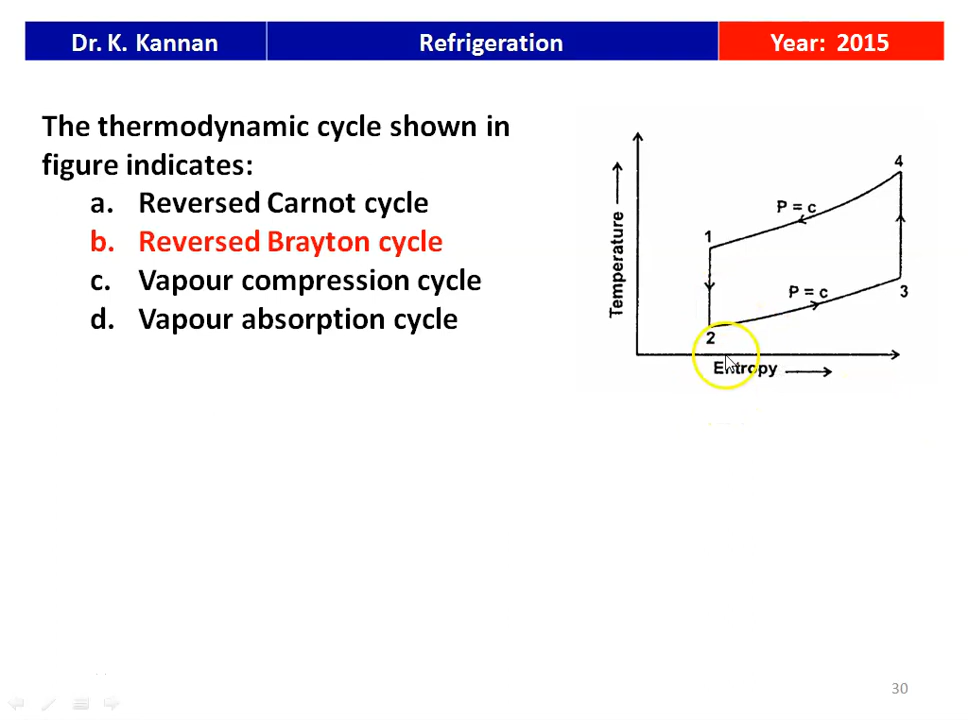 Dr. K. Kannan Refrigeration Year: 2015
The thermodynamic cycle shown in
figure indicates:
a. Reversed Carnot cycle
b. Reversed Brayton cycle
c. Vapour compression cycle
d. Vapour absorption cycle
Temperature
4
P = c
1
P = c
3
2
Entropy
30